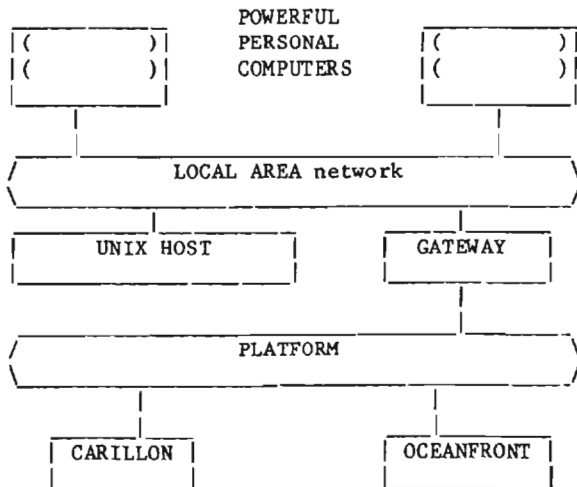 POWERFUL
PERSONAL
COMPUTERS
LOCAL AREA network
UNIX HOST
GATEWAY
PLATFORM
CARILLON
OCEANFRONT